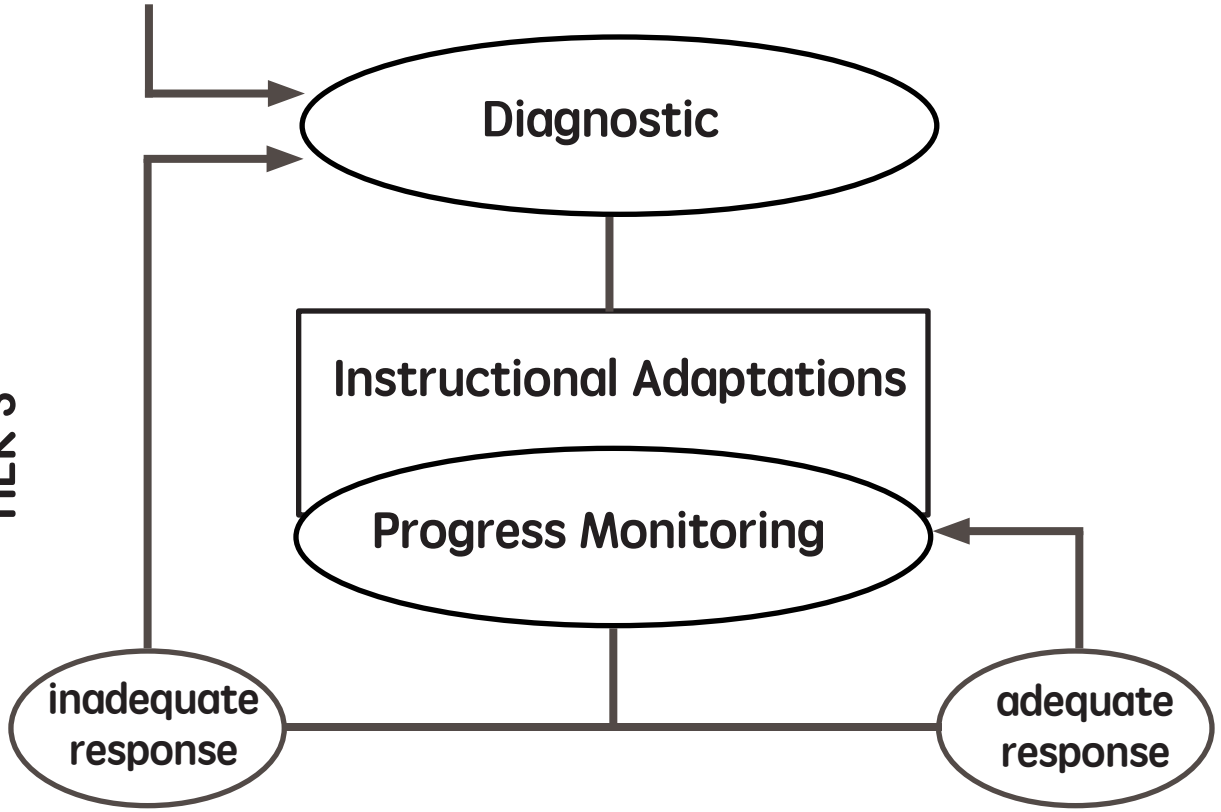 Diagnostic
Instructional Adaptations
Progress Monitoring
inadequate
response
adequate
response